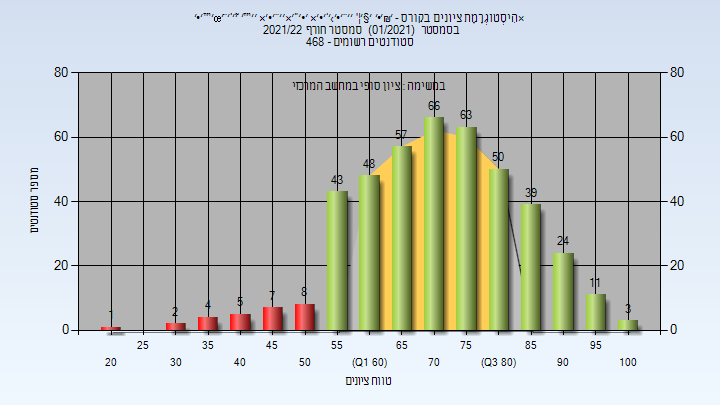 היסטוגרמת ציונים בקורס -
בסמסטר (01/2021) סמסטר חורף 2021/22
סטודנטים רשומים - 468
במשימה : ציון סופי במחשב המרכזי
מספר סטודנטים
80 60 40 20 0
80 60 40 20 0
1 2 4 5 7 8 43 48 57 66 63 50 39 24 11 3
25 35 45 55 65 75 85 95
20 30 40 50 (Q1 60) 70 (Q3 80) 90 100
טווח ציונים